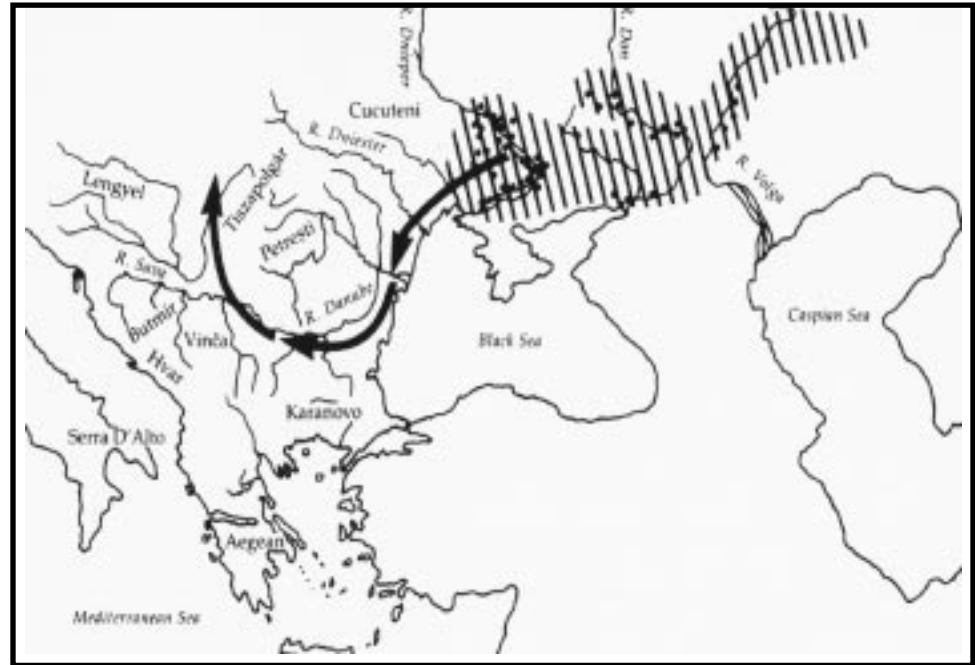 R. Dnieper
R. Don
Cucuteni
R. Dniester
R. Volga
Lengyel
Tiszapolgár
Petreşti
R. Sava
R. Danube
Butmir
Vinča
Hvar
Black Sea
Caspian Sea
Karanovo
Serra D'Alto
Aegean
Mediterranean Sea